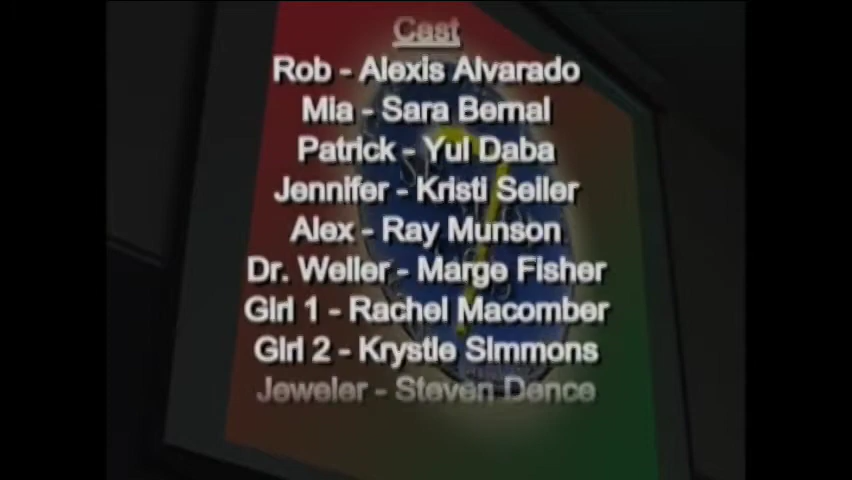 Cast
Rob - Alexis Alvarado
Mia - Sara Bernal
Patrick - Yul Daba
Jennifer - Kristi Seiler
Alex - Ray Munson
Dr. Weller - Marge Fisher
Girl 1 - Rachel Macomber
Girl 2 - Krystle Simmons
Jeweler - Steven Dence